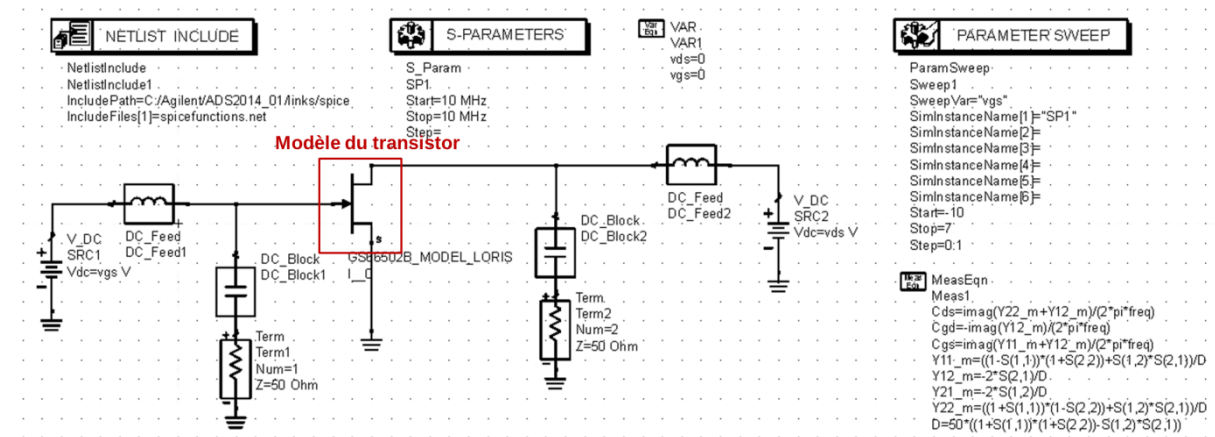 NETLIST INCLUDE
NetlistInclude
NetlistInclude1
IncludePath=C:/Agilent/ADS2014_01/links/spice
IncludeFiles[1]=spicefunctions.net
S-PARAMETERS
S_Param
SP1
Start=10 MHz
Stop=10 MHz
Step=
Var
Eqn
VAR
VAR1
vds=0
vgs=0
PARAMETER SWEEP
ParamSweep
Sweep1
SweepVar="vgs"
SimInstanceName[1]="SP1"
SimInstanceName[2]=
SimInstanceName[3]=
SimInstanceName[4]=
SimInstanceName[5]=
SimInstanceName[6]=
Start=-10
Stop=7
Step=0.1
Modèle du transistor
V_DC
SRC1
Vdc=vgs V
DC_Feed
DC_Feed1
DC_Block
DC_Block1
Term
Term1
Num=1
Z=50 Ohm
S
GS66502B_MODEL_LORIS
I__0
DC_Block
DC_Block2
Term
Term2
Num=2
Z=50 Ohm
DC_Feed
DC_Feed2
V_DC
SRC2
Vdc=vds V
Meas
Eqn
MeasEqn
Meas1
Cds=imag(Y22_m+Y12_m)/(2*pi*freq)
Cgd=-imag(Y12_m)/(2*pi*freq)
Cgs=imag(Y11_m+Y12_m)/(2*pi*freq)
Y11_m=((1-S(1,1))*(1+S(2,2))+S(1,2)*S(2,1))/D
Y12_m=-2*S(2,1)/D
Y21_m=-2*S(1,2)/D
Y22_m=((1+S(1,1))*(1-S(2,2))+S(1,2)*S(2,1))/D
D=50*((1+S(1,1))*(1+S(2,2))-S(1,2)*S(2,1))